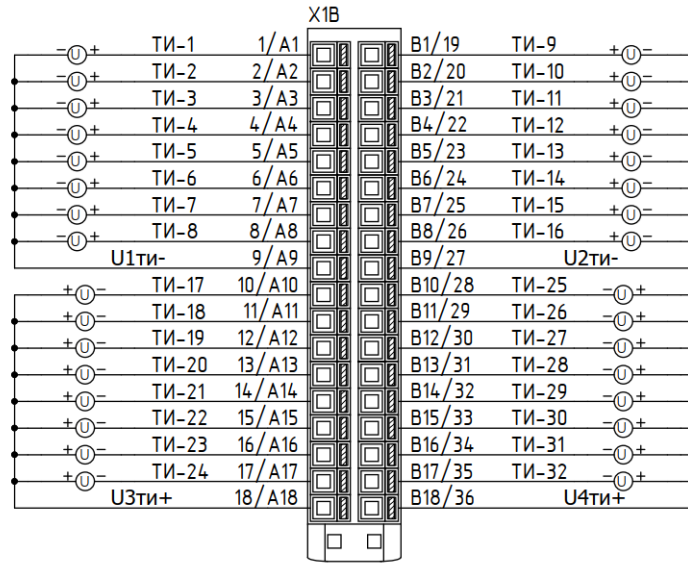 X1B
− U + ТИ-1 1/A1 B1/19 ТИ-9 + U −
− U + ТИ-2 2/A2 B2/20 ТИ-10 + U −
− U + ТИ-3 3/A3 B3/21 ТИ-11 + U −
− U + ТИ-4 4/A4 B4/22 ТИ-12 + U −
− U + ТИ-5 5/A5 B5/23 ТИ-13 + U −
− U + ТИ-6 6/A6 B6/24 ТИ-14 + U −
− U + ТИ-7 7/A7 B7/25 ТИ-15 + U −
− U + ТИ-8 8/A8 B8/26 ТИ-16 + U −
U1ти- 9/A9 B9/27 U2ти-
+ U − ТИ-17 10/A10 B10/28 ТИ-25 − U +
+ U − ТИ-18 11/A11 B11/29 ТИ-26 − U +
+ U − ТИ-19 12/A12 B12/30 ТИ-27 − U +
+ U − ТИ-20 13/A13 B13/31 ТИ-28 − U +
+ U − ТИ-21 14/A14 B14/32 ТИ-29 − U +
+ U − ТИ-22 15/A15 B15/33 ТИ-30 − U +
+ U − ТИ-23 16/A16 B16/34 ТИ-31 − U +
+ U − ТИ-24 17/A17 B17/35 ТИ-32 − U +
U3ти+ 18/A18 B18/36 U4ти+